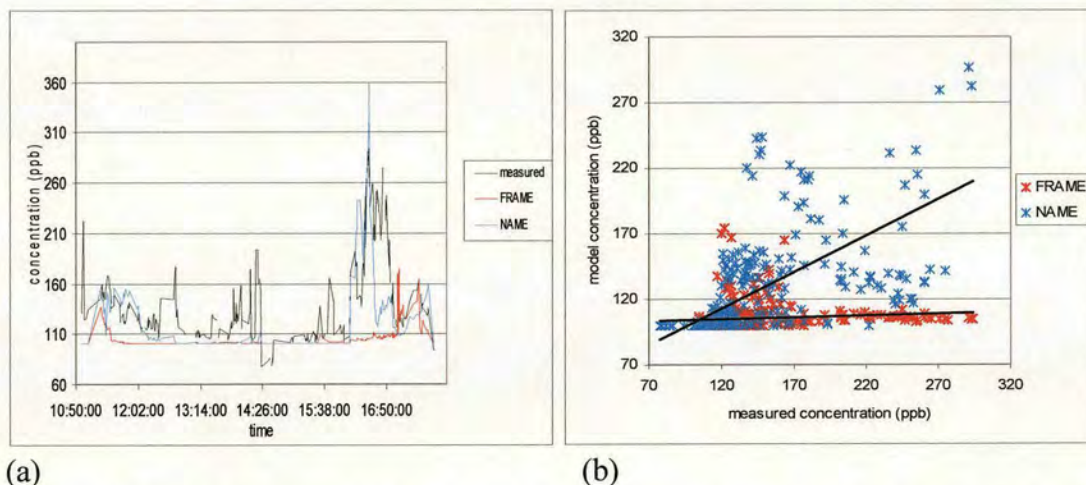 concentration (ppb)
360
310
260
210
160
110
60
10:50:00 12:02:00 13:14:00 14:26:00 15:38:00 16:50:00
time
measured
FRAME
NAME
(a)
model concentration (ppb)
320
270
220
170
120
70
70 120 170 220 270 320
measured concentration (ppb)
FRAME
NAME
(b)